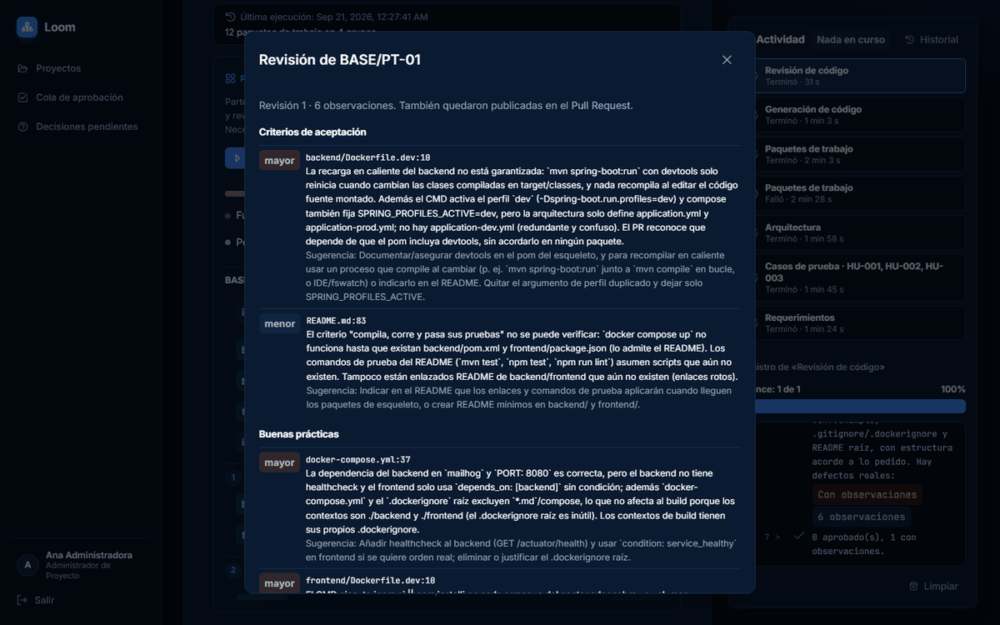 Loom
Proyectos
Cola de aprobación
Decisiones pendientes
Ana Administradora
Administrador de
Proyecto
A
Salir
Última ejecución: Sep 21, 2026, 12:27:41 AM
Revisión de BASE/PT-01
Revisión 1 · 6 observaciones. También quedaron publicadas en el Pull Request.
Criterios de aceptación
mayor
backend/Dockerfile.dev:10
La recarga en caliente del backend no está garantizada: `mvn spring-boot:run` con devtools solo
reinicia cuando cambian las clases compiladas en target/classes, y nada recompila al editar el código
fuente montado. Además el CMD activa el perfil `dev` (-Dspring-boot.run.profiles=dev) y compose
también fija SPRING_PROFILES_ACTIVE=dev, pero la arquitectura solo define application.yml y
application-prod.yml; no hay application-dev.yml (redundante y confuso). El PR reconoce que
depende de que el pom incluya devtools, sin acordarlo en ningún paquete.
Sugerencia: Documentar/asegurar devtools en el pom del esqueleto, y para recompilar en caliente
usar un proceso que compile al cambiar (p. ej. `mvn spring-boot:run` junto a `mvn compile` en bucle,
o IDE/fswatch) o indicarlo en el README. Quitar el argumento de perfil duplicado y dejar solo
SPRING_PROFILES_ACTIVE.
menor
README.md:83
El criterio "compila, corre y pasa sus pruebas" no se puede verificar: `docker compose up` no
funciona hasta que existan backend/pom.xml y frontend/package.json (lo admite el README). Los
comandos de prueba del README (`mvn test`, `npm test`, `npm run lint`) asumen scripts que aún no
existen. Tampoco están enlazados README de backend/frontend que aún no existen (enlaces rotos).
Sugerencia: Indicar en el README que los enlaces y comandos de prueba aplicarán cuando lleguen
los paquetes de esqueleto, o crear README mínimos en backend/ y frontend/.
Buenas prácticas
mayor
docker-compose.yml:37
La dependencia del backend en `mailhog` y `PORT: 8080` es correcta, pero el backend no tiene
healthcheck y el frontend solo usa `depends_on: [backend]` sin condición; además `docker-
compose.yml` y el `.dockerignore` raíz excluyen `*.md`/compose, lo que no afecta al build porque los
contextos son ./backend y ./frontend (el .dockerignore raíz es inútil). Los contextos de build tienen
sus propios .dockerignore.
Sugerencia: Añadir healthcheck al backend (GET /actuator/health) y usar `condition: service_healthy`
en frontend si se quiere orden real; eliminar o justificar el .dockerignore raíz.
mayor
frontend/Dockerfile.dev:10
BASE
1
2
Actividad
Nada en curso
Historial
Revisión de código
Terminó · 31 s
Generación de código
Terminó · 1 min 3 s
Paquetes de trabajo
Terminó · 2 min 3 s
Paquetes de trabajo
Falló · 2 min 28 s
Arquitectura
Terminó · 1 min 58 s
Casos de prueba · HU-001, HU-002, HU-
003
Terminó · 1 min 45 s
Requerimientos
Terminó · 1 min 24 s
istro de «Revisión de código»
nce: 1 de 1
100%
.gitignore/.dockerignore y
README raíz, con estructura
acorde a lo pedido. Hay
defectos reales:
Con observaciones
6 observaciones
7 >
0 aprobado(s), 1 con
observaciones.
Limpiar